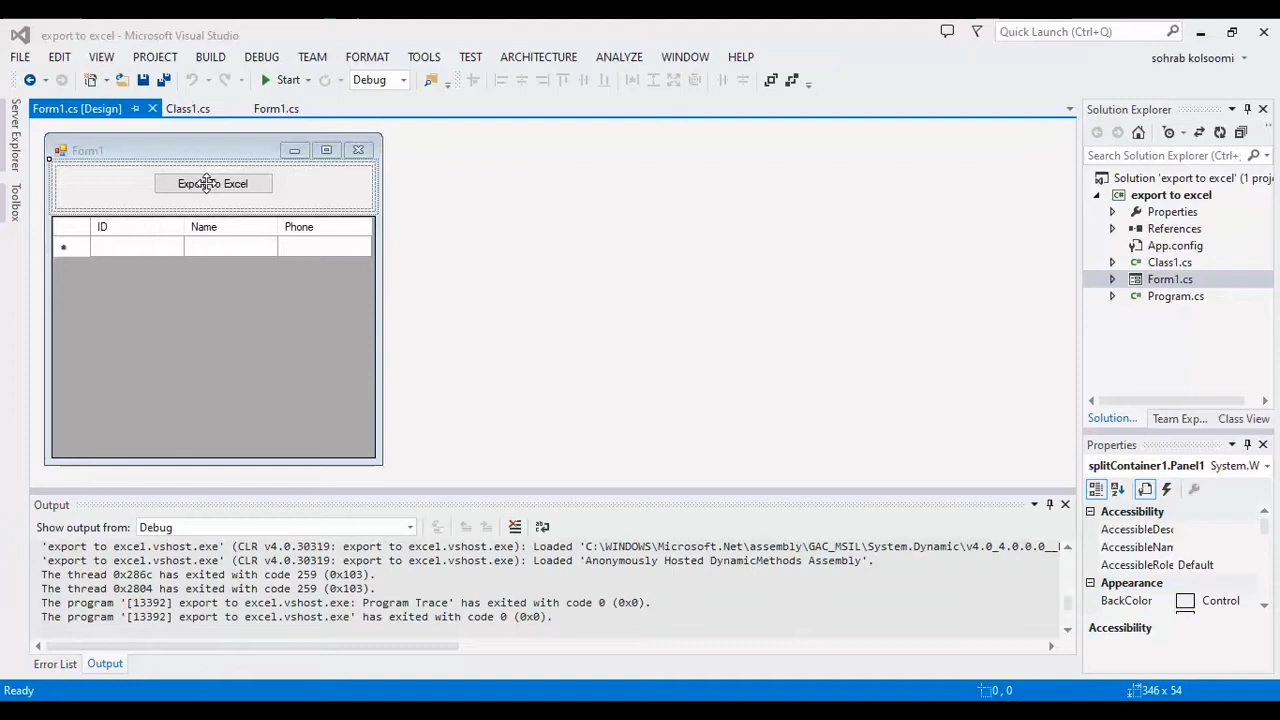 export to excel - Microsoft Visual Studio
Quick Launch (Ctrl+Q)
FILE EDIT VIEW PROJECT BUILD DEBUG TEAM FORMAT TOOLS TEST ARCHITECTURE ANALYZE WINDOW HELP
sohrab kolsoomi
Start Debug
Server Explorer
Toolbox
Form1.cs [Design] Class1.cs Form1.cs
Form1
Export to Excel
ID Name Phone
Solution Explorer
Search Solution Explorer (Ctrl+;
Solution 'export to excel' (1 proj
export to excel
Properties
References
App.config
Class1.cs
Form1.cs
Program.cs
Solution... Team Exp... Class View
Properties
splitContainer1.Panel1 System.W
Accessibility
AccessibleDesc
AccessibleNam
AccessibleRole Default
Appearance
BackColor Control
Accessibility
Output
Show output from: Debug
'export to excel.vshost.exe' (CLR v4.0.30319: export to excel.vshost.exe): Loaded 'C:\WINDOWS\Microsoft.Net\assembly\GAC_MSIL\System.Dynamic\v4.0_4.0.0.0__
'export to excel.vshost.exe' (CLR v4.0.30319: export to excel.vshost.exe): Loaded 'Anonymously Hosted DynamicMethods Assembly'.
The thread 0x286c has exited with code 259 (0x103).
The thread 0x2804 has exited with code 259 (0x103).
The program '[13392] export to excel.vshost.exe: Program Trace' has exited with code 0 (0x0).
The program '[13392] export to excel.vshost.exe' has exited with code 0 (0x0).
Error List Output
Ready
0, 0
346 x 54